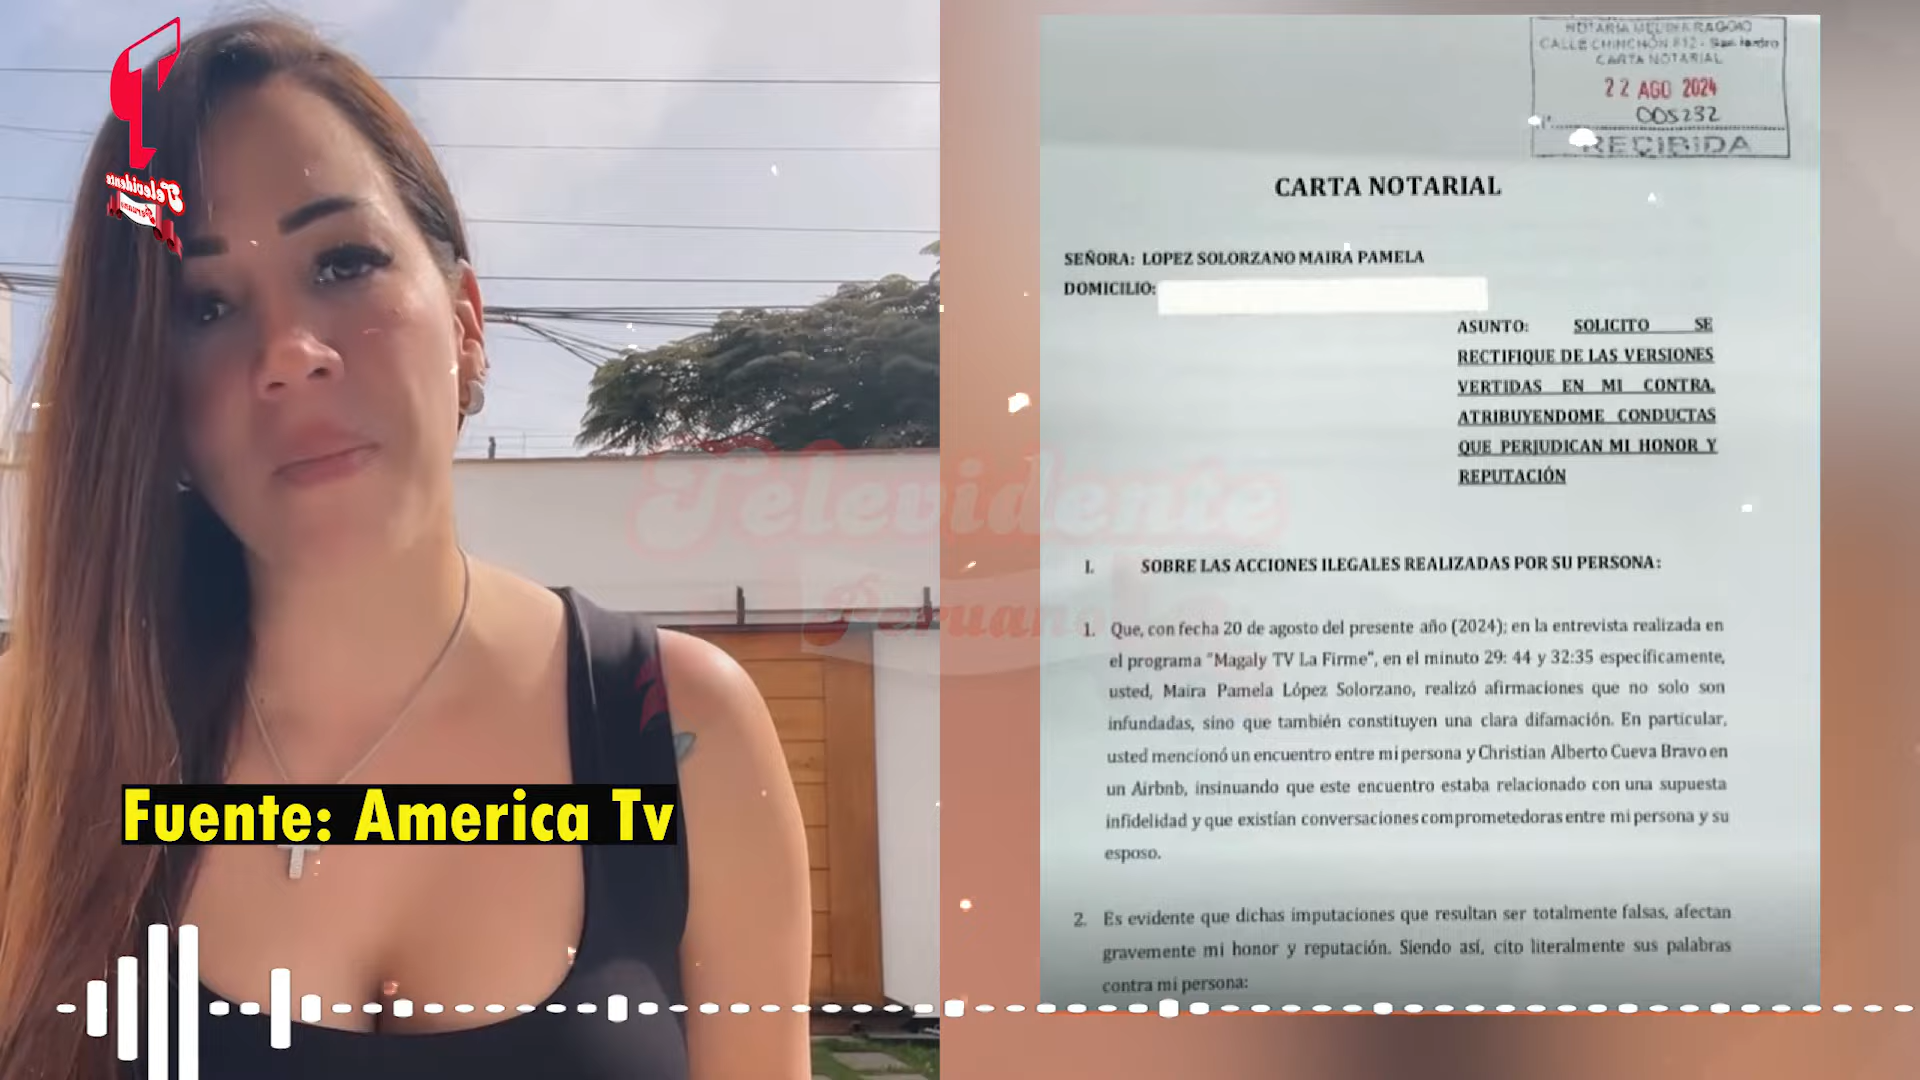 Televidente
Peruano
Fuente: America Tv
Televidente
Peruano
NOTARIA MEDINA RAGGIO
CALLE CHINCHÓN 812 - San Isidro
CARTA NOTARIAL
22 AGO 2024
005232
RECIBIDA
CARTA NOTARIAL
SEÑORA: LOPEZ SOLORZANO MAIRA PAMELA
DOMICILIO:
ASUNTO: SOLICITO SE
RECTIFIQUE DE LAS VERSIONES
VERTIDAS EN MI CONTRA,
ATRIBUYENDOME CONDUCTAS
QUE PERJUDICAN MI HONOR Y
REPUTACIÓN
I. SOBRE LAS ACCIONES ILEGALES REALIZADAS POR SU PERSONA:
1. Que, con fecha 20 de agosto del presente año (2024); en la entrevista realizada en
el programa "Magaly TV La Firme", en el minuto 29: 44 y 32:35 específicamente,
usted, Maira Pamela López Solorzano, realizó afirmaciones que no solo son
infundadas, sino que también constituyen una clara difamación. En particular,
usted mencionó un encuentro entre mi persona y Christian Alberto Cueva Bravo en
un Airbnb, insinuando que este encuentro estaba relacionado con una supuesta
infidelidad y que existían conversaciones comprometedoras entre mi persona y su
esposo.
2. Es evidente que dichas imputaciones que resultan ser totalmente falsas, afectan
gravemente mi honor y reputación. Siendo así, cito literalmente sus palabras
contra mi persona: